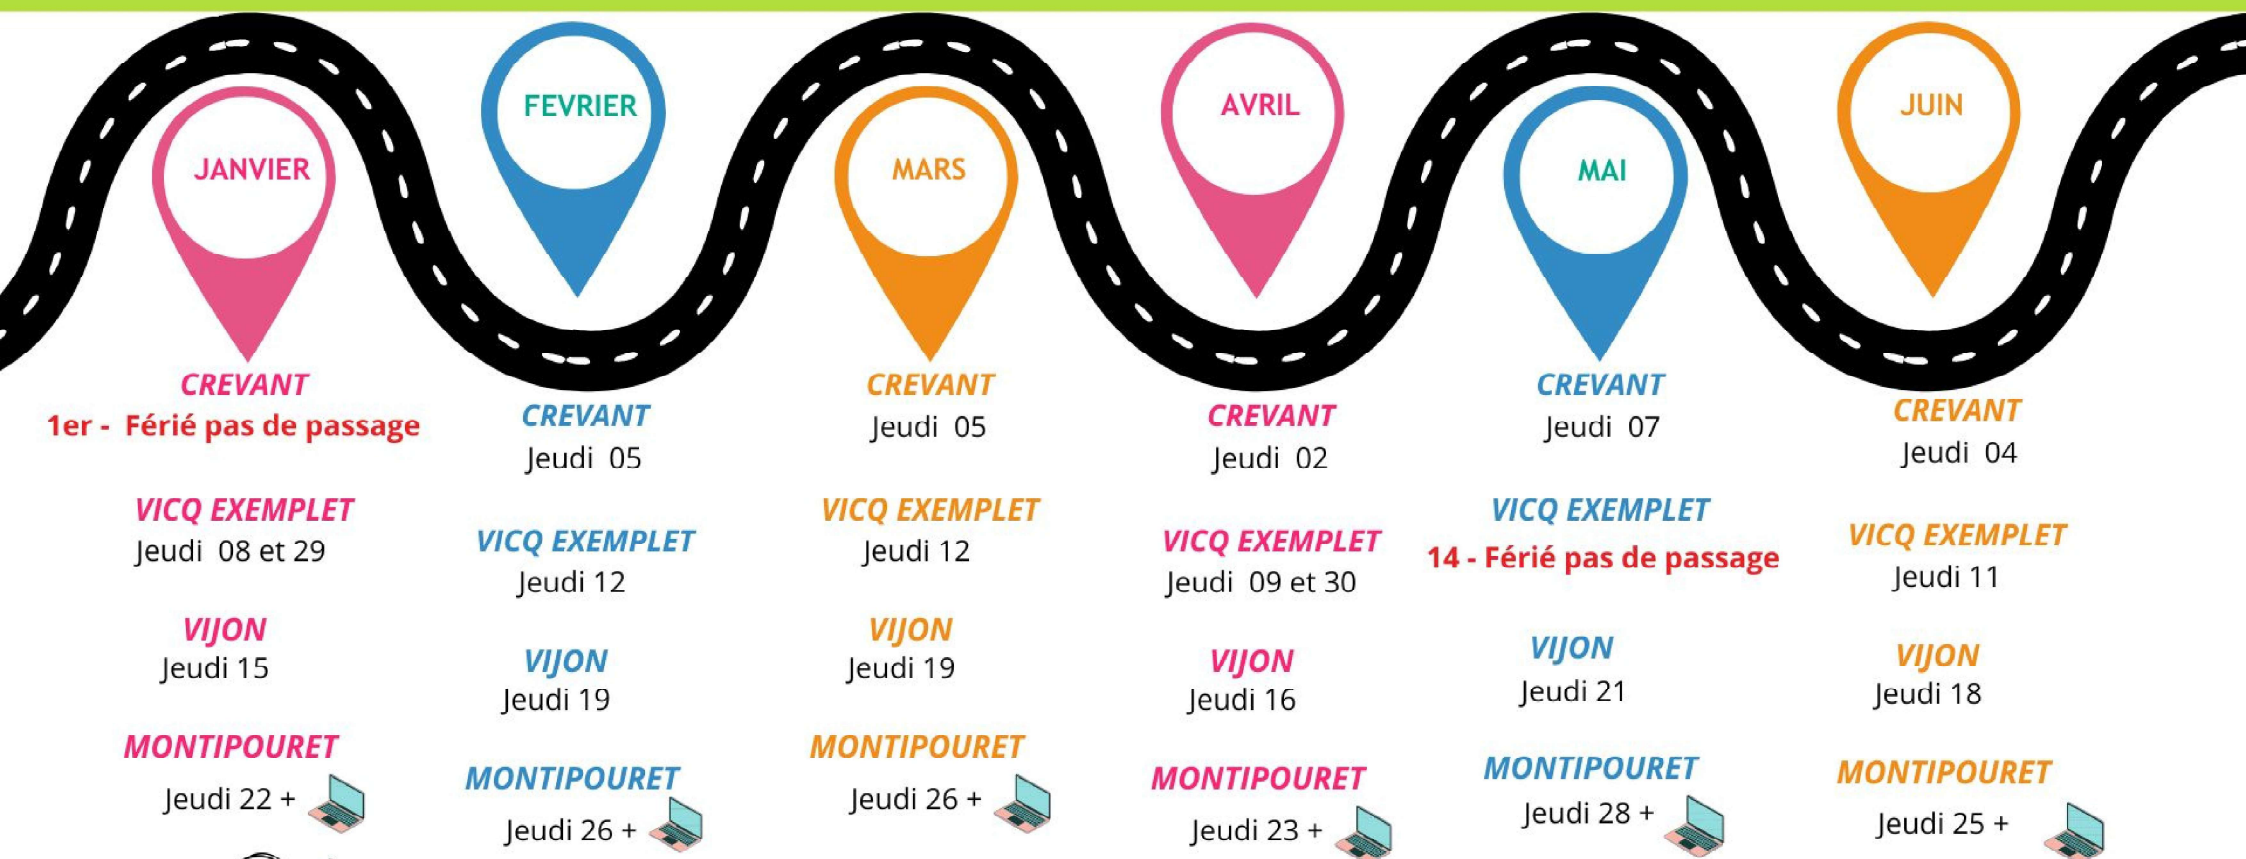 JANVIER
CREVANT
1er - Férié pas de passage
VICQ EXEMPLET
Jeudi 08 et 29
VIJON
Jeudi 15
MONTIPOURET
Jeudi 22 +
FEVRIER
CREVANT
Jeudi 05
VICQ EXEMPLET
Jeudi 12
VIJON
Jeudi 19
MONTIPOURET
Jeudi 26 +
MARS
CREVANT
Jeudi 05
VICQ EXEMPLET
Jeudi 12
VIJON
Jeudi 19
MONTIPOURET
Jeudi 26 +
AVRIL
CREVANT
Jeudi 02
VICQ EXEMPLET
Jeudi 09 et 30
VIJON
Jeudi 16
MONTIPOURET
Jeudi 23 +
MAI
CREVANT
Jeudi 07
VICQ EXEMPLET
14 - Férié pas de passage
VIJON
Jeudi 21
MONTIPOURET
Jeudi 28 +
JUIN
CREVANT
Jeudi 04
VICQ EXEMPLET
Jeudi 11
VIJON
Jeudi 18
MONTIPOURET
Jeudi 25 +